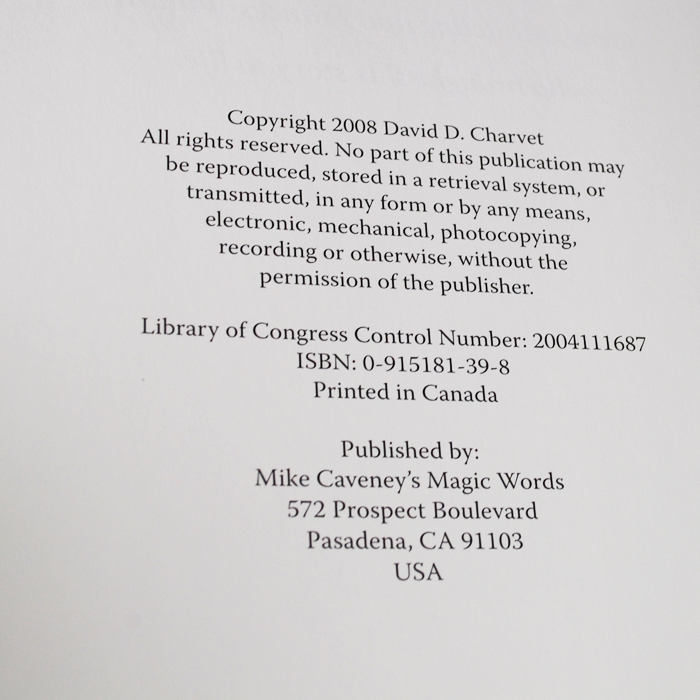 Copyright 2008 David D. Charvet
All rights reserved. No part of this publication may
be reproduced, stored in a retrieval system, or
transmitted, in any form or by any means,
electronic, mechanical, photocopying,
recording or otherwise, without the
permission of the publisher.
Library of Congress Control Number: 2004111687
ISBN: 0-915181-39-8
Printed in Canada
Published by:
Mike Caveney's Magic Words
572 Prospect Boulevard
Pasadena, CA 91103
USA